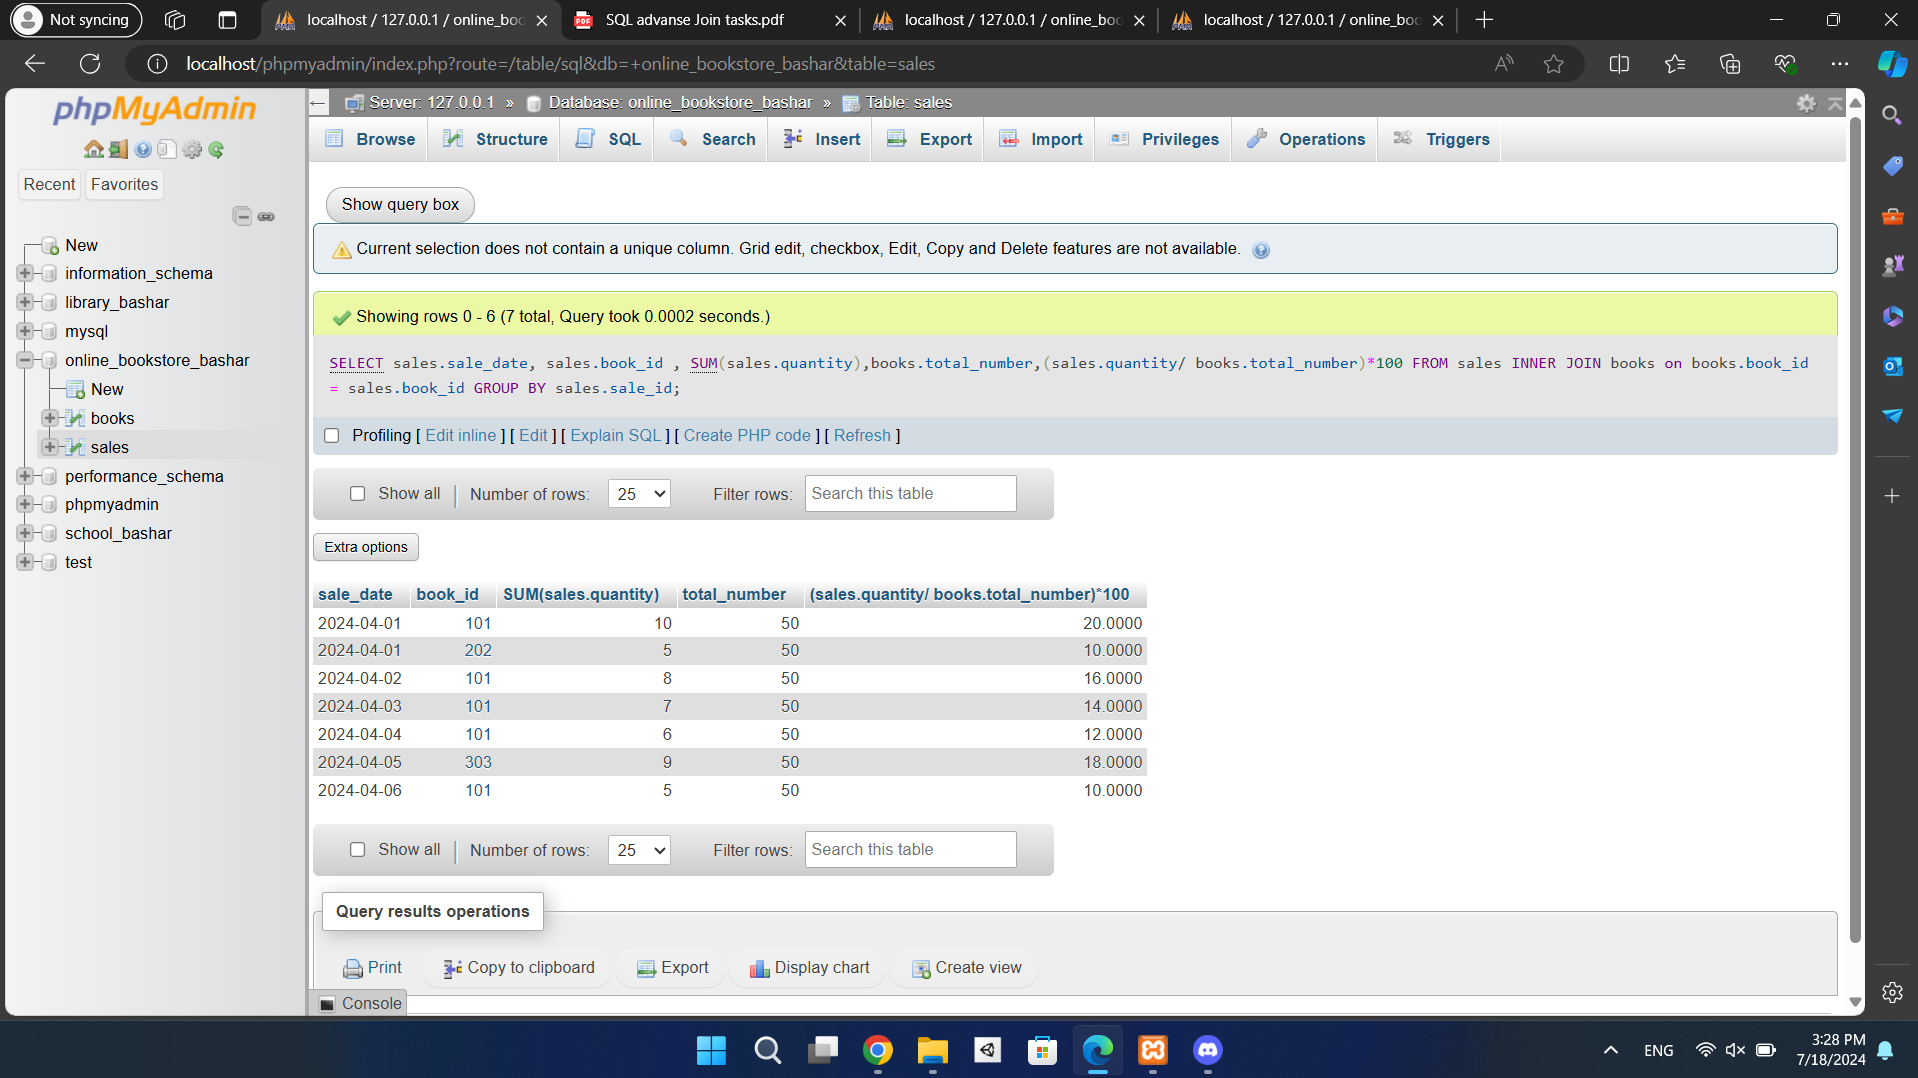 Not syncing
localhost / 127.0.0.1 / online_boo
SQL advanse Join tasks.pdf
localhost / 127.0.0.1 / online_boo
localhost / 127.0.0.1 / online_boo
localhost/phpmyadmin/index.php?route=/table/sql&db=+online_bookstore_bashar&table=sales
phpMyAdmin
Recent
Favorites
New
information_schema
library_bashar
mysql
online_bookstore_bashar
New
books
sales
performance_schema
phpmyadmin
school_bashar
test
Server: 127.0.0.1 » Database: online_bookstore_bashar » Table: sales
Browse
Structure
SQL
Search
Insert
Export
Import
Privileges
Operations
Triggers
Show query box
Current selection does not contain a unique column. Grid edit, checkbox, Edit, Copy and Delete features are not available.
Showing rows 0 - 6 (7 total, Query took 0.0002 seconds.)
SELECT sales.sale_date, sales.book_id , SUM(sales.quantity),books.total_number,(sales.quantity/ books.total_number)*100 FROM sales INNER JOIN books on books.book_id
= sales.book_id GROUP BY sales.sale_id;
Profiling [ Edit inline ] [ Edit ] [ Explain SQL ] [ Create PHP code ] [ Refresh ]
Show all | Number of rows: 25 Filter rows: Search this table
Extra options
sale_date book_id SUM(sales.quantity) total_number (sales.quantity/ books.total_number)*100
2024-04-01 101 10 50 20.0000
2024-04-01 202 5 50 10.0000
2024-04-02 101 8 50 16.0000
2024-04-03 101 7 50 14.0000
2024-04-04 101 6 50 12.0000
2024-04-05 303 9 50 18.0000
2024-04-06 101 5 50 10.0000
Show all | Number of rows: 25 Filter rows: Search this table
Query results operations
Print
Copy to clipboard
Export
Display chart
Create view
Console
ENG
3:28 PM
7/18/2024